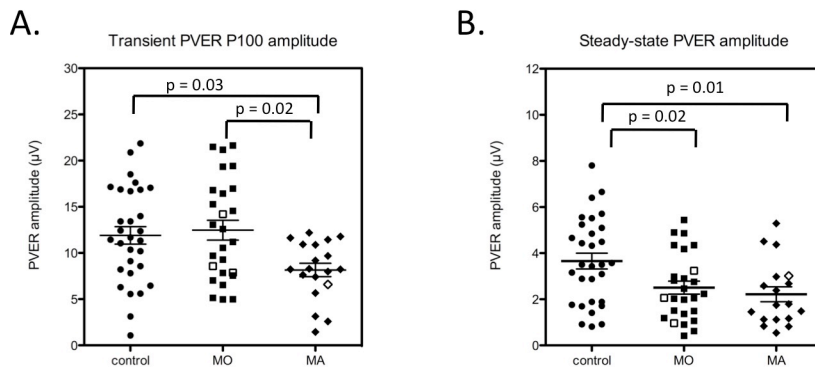 A.
Transient PVER P100 amplitude
PVER amplitude (μV)
30
25
20
15
10
5
0
p = 0.03
p = 0.02
control
MO
MA
B.
Steady-state PVER amplitude
PVER amplitude (μV)
12
10
8
6
4
2
0
p = 0.01
p = 0.02
control
MO
MA